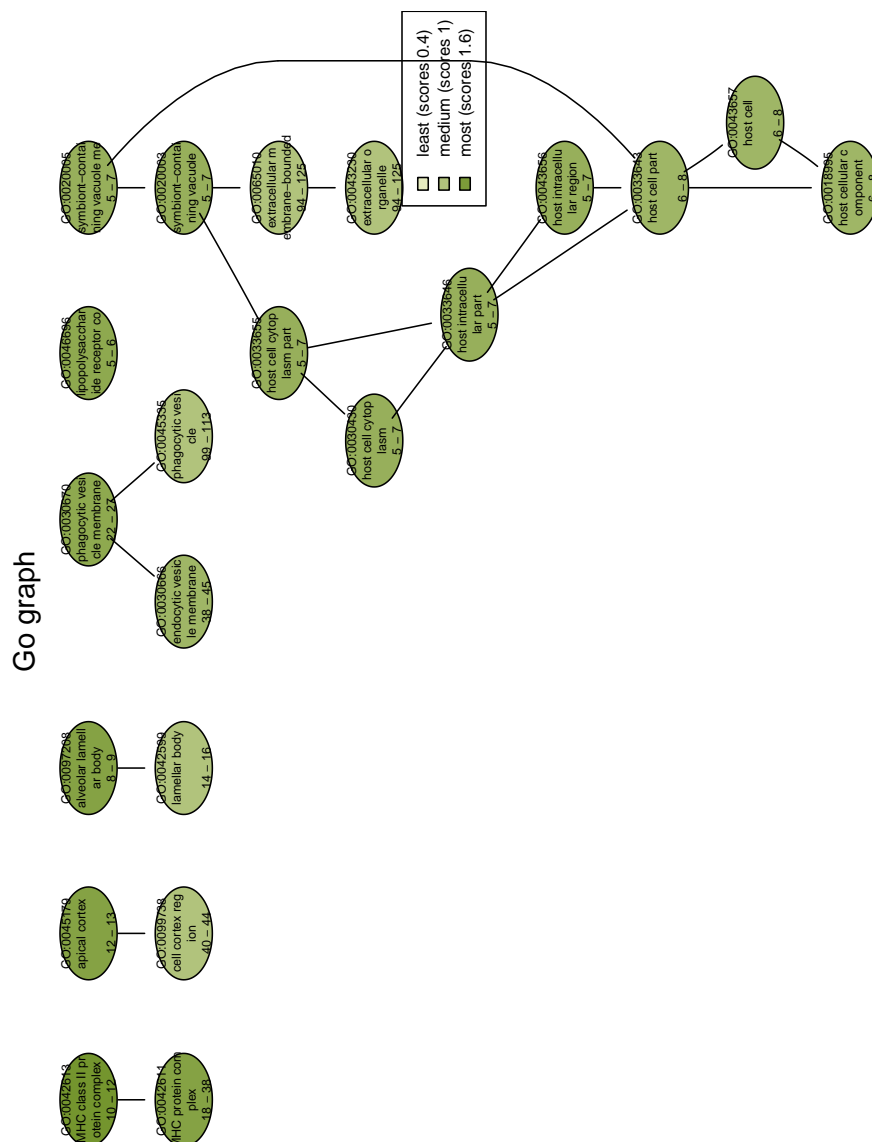 Go graph
GO:0020005
symbiont−contai
ning vacuole me
5 − 7
GO:0020003
symbiont−contai
ning vacuole
5 − 7
GO:0065010
extracellular m
embrane−bounded
94 − 125
GO:0043230
extracellular o
rganelle
94 − 125
least (scores 0.4)
medium (scores 1)
most (scores 1.6)
GO:0043656
host intracellu
lar region
5 − 7
GO:0033643
host cell part
6 − 8
GO:0043657
host cell
6 − 8
GO:0018995
host cellular c
omponent
6 − 8
GO:0046696
lipopolysacchar
ide receptor co
5 − 6
GO:0033655
host cell cytop
lasm part
5 − 7
GO:0033646
host intracellu
lar part
5 − 7
GO:0030430
host cell cytop
lasm
5 − 7
GO:0030670
phagocytic vesi
cle membrane
22 − 27
GO:0045335
phagocytic vesi
cle
99 − 113
GO:0030666
endocytic vesic
le membrane
38 − 45
GO:0097208
alveolar lamell
ar body
8 − 9
GO:0042599
lamellar body
14 − 16
GO:0045179
apical cortex
12 − 13
GO:0099738
cell cortex reg
ion
40 − 44
GO:0042613
MHC class II pr
otein complex
10 − 12
GO:0042611
MHC protein com
plex
18 − 38